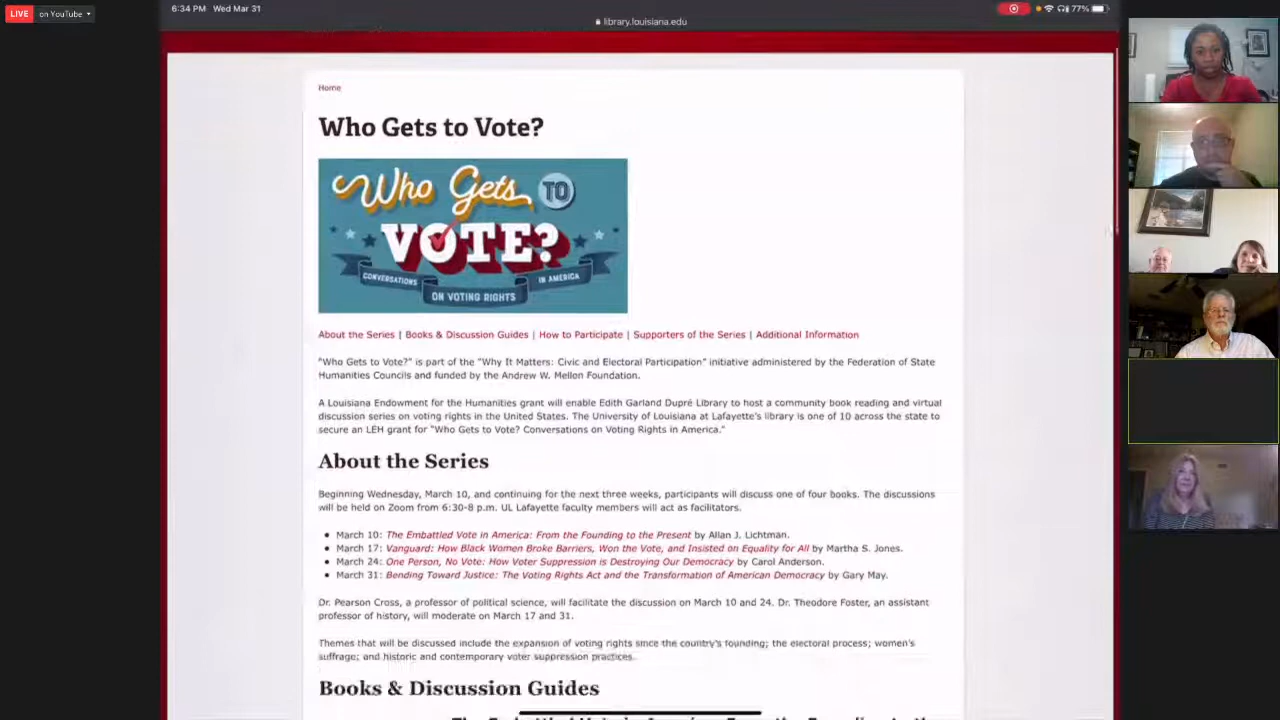 LIVE on YouTube
6:34 PM Wed Mar 31
77%
library.louisiana.edu
Home
Who Gets to Vote?
Who Gets TO
VOTE?
CONVERSATIONS
IN AMERICA
ON VOTING RIGHTS
About the Series | Books & Discussion Guides | How to Participate | Supporters of the Series | Additional Information
"Who Gets to Vote?" is part of the "Why It Matters: Civic and Electoral Participation" initiative administered by the Federation of State
Humanities Councils and funded by the Andrew W. Mellon Foundation.
A Louisiana Endowment for the Humanities grant will enable Edith Garland Dupré Library to host a community book reading and virtual
discussion series on voting rights in the United States. The University of Louisiana at Lafayette's library is one of 10 across the state to
secure an LEH grant for "Who Gets to Vote? Conversations on Voting Rights in America."
About the Series
Beginning Wednesday, March 10, and continuing for the next three weeks, participants will discuss one of four books. The discussions
will be held on Zoom from 6:30-8 p.m. UL Lafayette faculty members will act as facilitators.
• March 10: The Embattled Vote in America: From the Founding to the Present by Allan J. Lichtman.
• March 17: Vanguard: How Black Women Broke Barriers, Won the Vote, and Insisted on Equality for All by Martha S. Jones.
• March 24: One Person, No Vote: How Voter Suppression is Destroying Our Democracy by Carol Anderson.
• March 31: Bending Toward Justice: The Voting Rights Act and the Transformation of American Democracy by Gary May.
Dr. Pearson Cross, a professor of political science, will facilitate the discussion on March 10 and 24. Dr. Theodore Foster, an assistant
professor of history, will moderate on March 17 and 31.
Themes that will be discussed include the expansion of voting rights since the country's founding; the electoral process; women's
suffrage; and historic and contemporary voter suppression practices.
Books & Discussion Guides